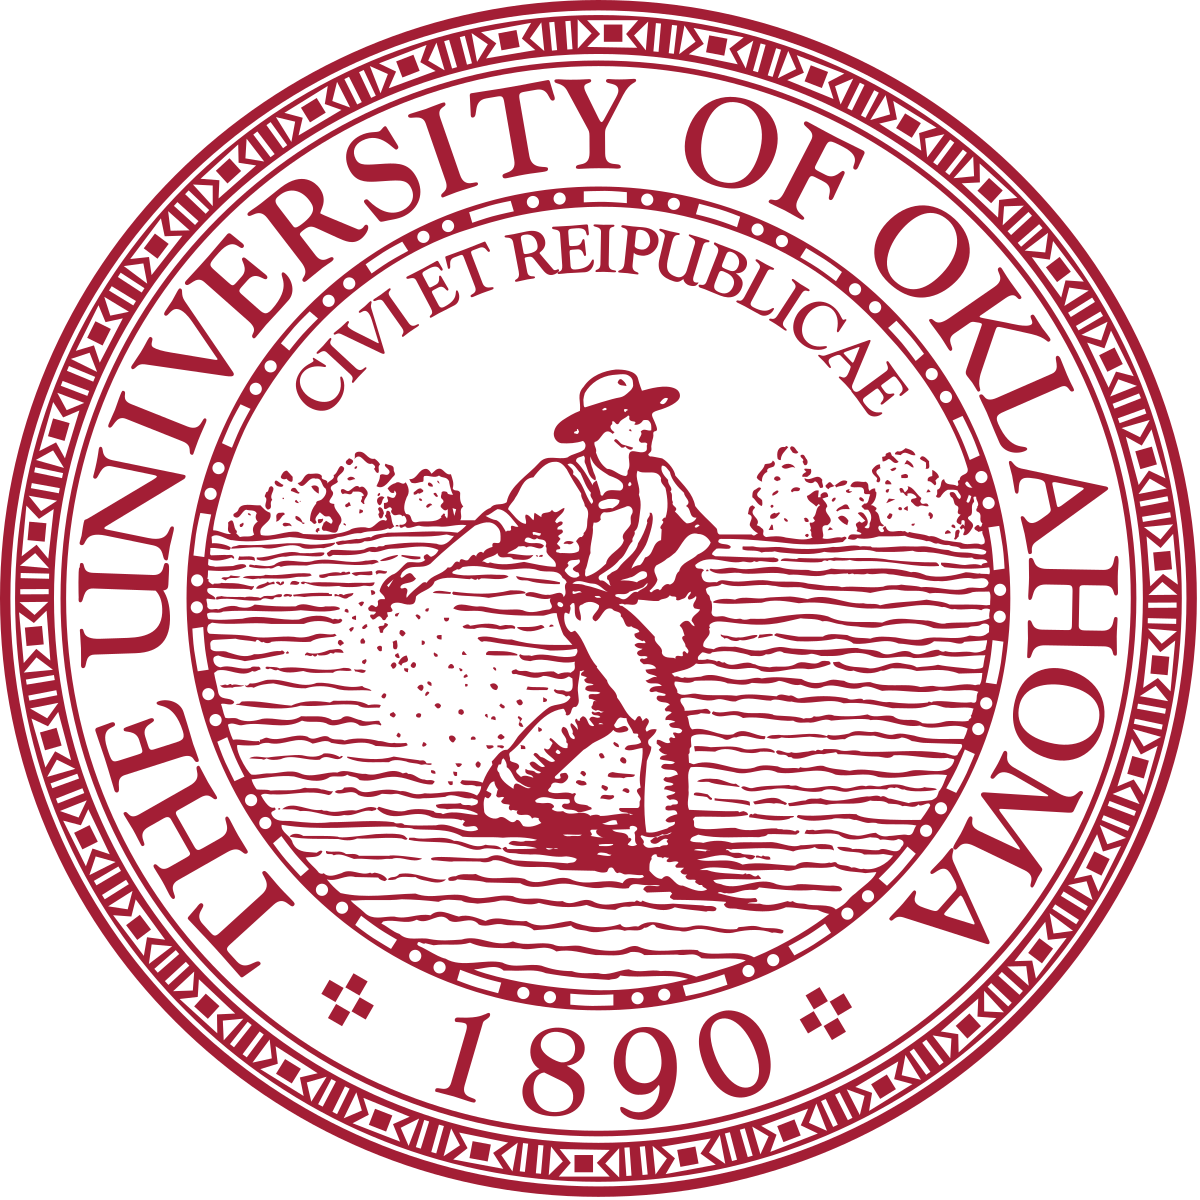 THE UNIVERSITY OF OKLAHOMA
CIVI ET REIPUBLICAE
1890